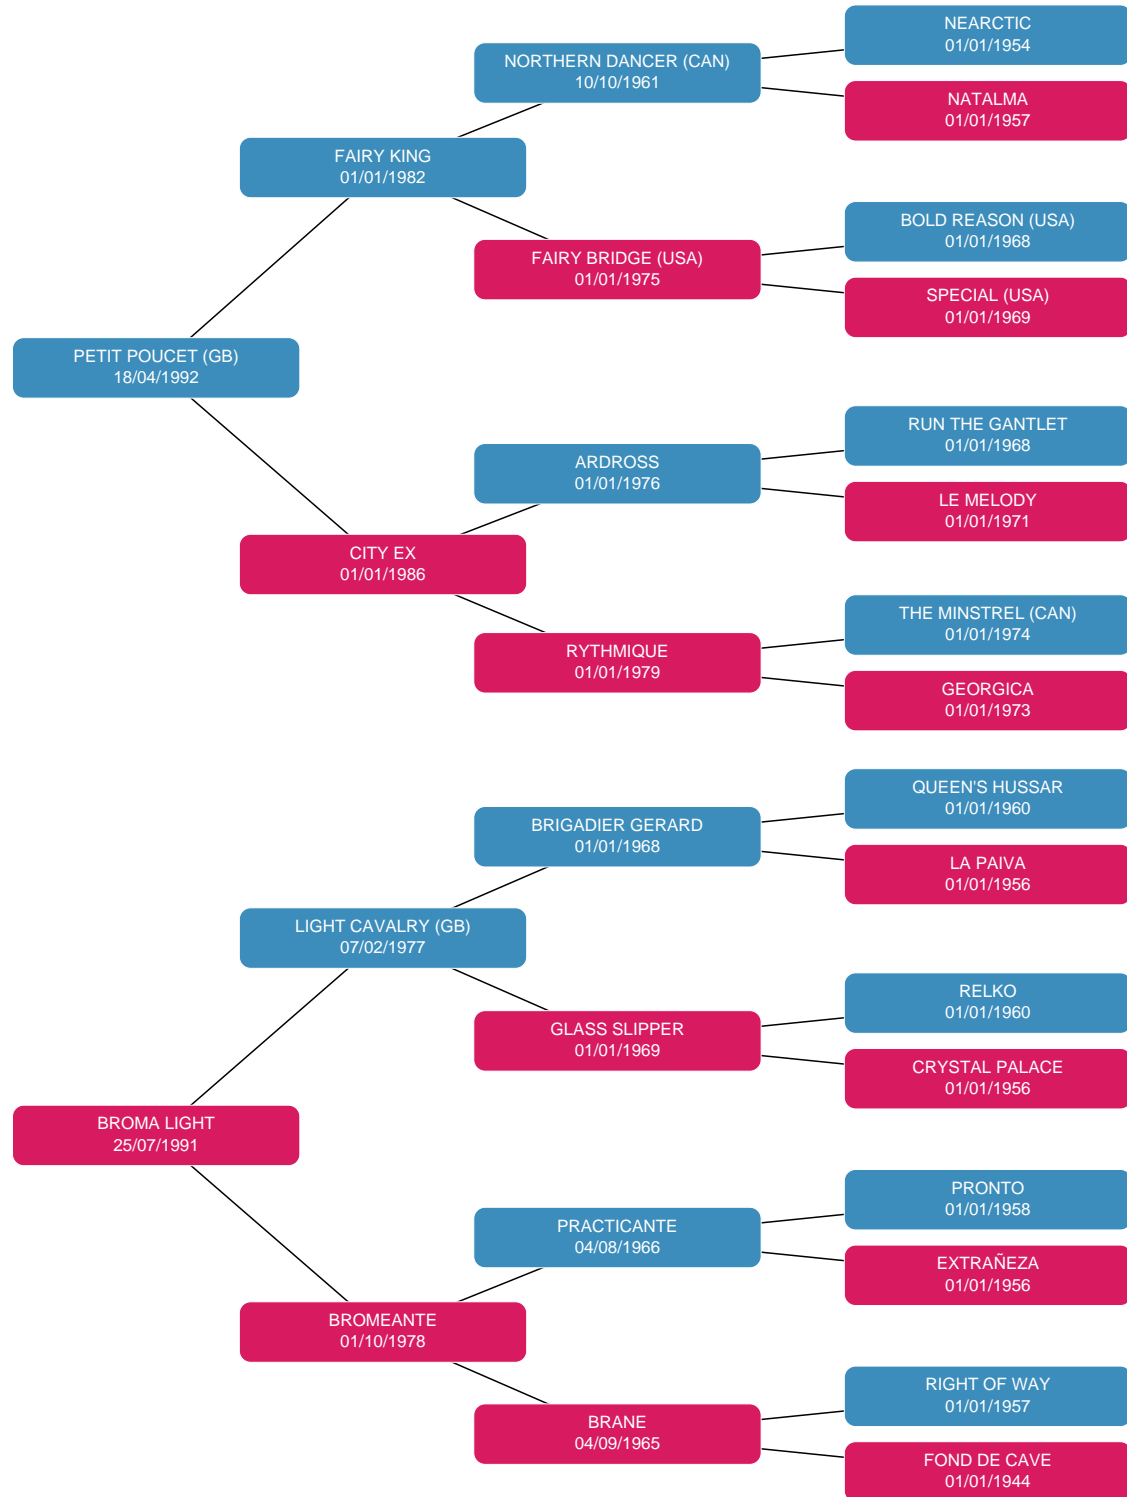 NEARCTIC
01/01/1954
NORTHERN DANCER (CAN)
10/10/1961
NATALMA
01/01/1957
FAIRY KING
01/01/1982
BOLD REASON (USA)
01/01/1968
FAIRY BRIDGE (USA)
01/01/1975
SPECIAL (USA)
01/01/1969
PETIT POUCET (GB)
18/04/1992
RUN THE GANTLET
01/01/1968
ARDROSS
01/01/1976
LE MELODY
01/01/1971
CITY EX
01/01/1986
THE MINSTREL (CAN)
01/01/1974
RYTHMIQUE
01/01/1979
GEORGICA
01/01/1973
QUEEN'S HUSSAR
01/01/1960
BRIGADIER GERARD
01/01/1968
LA PAIVA
01/01/1956
LIGHT CAVALRY (GB)
07/02/1977
RELKO
01/01/1960
GLASS SLIPPER
01/01/1969
CRYSTAL PALACE
01/01/1956
BROMA LIGHT
25/07/1991
PRONTO
01/01/1958
PRACTICANTE
04/08/1966
EXTRAÑEZA
01/01/1956
BROMEANTE
01/10/1978
RIGHT OF WAY
01/01/1957
BRANE
04/09/1965
FOND DE CAVE
01/01/1944